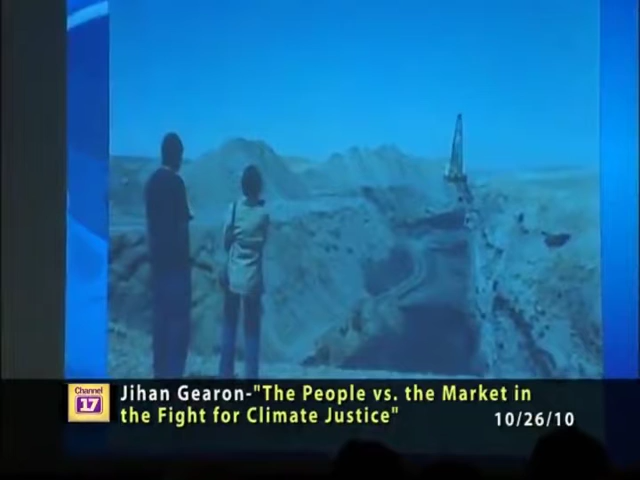 Channel
17
Jihan Gearon-"The People vs. the Market in
the Fight for Climate Justice"
10/26/10